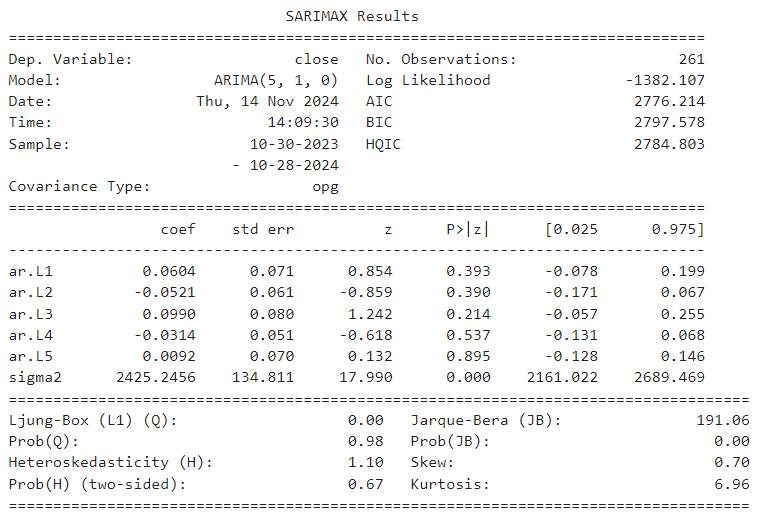 SARIMAX Results
==============================================================================
Dep. Variable:                  close   No. Observations:                  261
Model:                 ARIMA(5, 1, 0)   Log Likelihood               -1382.107
Date:                Thu, 14 Nov 2024   AIC                           2776.214
Time:                        14:09:30   BIC                           2797.578
Sample:                    10-30-2023   HQIC                          2784.803
                         - 10-28-2024
Covariance Type:                  opg
==============================================================================
                 coef    std err          z      P>|z|      [0.025      0.975]
------------------------------------------------------------------------------
ar.L1          0.0604      0.071      0.854      0.393      -0.078       0.199
ar.L2         -0.0521      0.061     -0.859      0.390      -0.171       0.067
ar.L3          0.0990      0.080      1.242      0.214      -0.057       0.255
ar.L4         -0.0314      0.051     -0.618      0.537      -0.131       0.068
ar.L5          0.0092      0.070      0.132      0.895      -0.128       0.146
sigma2      2425.2456    134.811     17.990      0.000    2161.022    2689.469
===================================================================================
Ljung-Box (L1) (Q):                   0.00   Jarque-Bera (JB):               191.06
Prob(Q):                              0.98   Prob(JB):                         0.00
Heteroskedasticity (H):               1.10   Skew:                             0.70
Prob(H) (two-sided):                  0.67   Kurtosis:                         6.96
===================================================================================